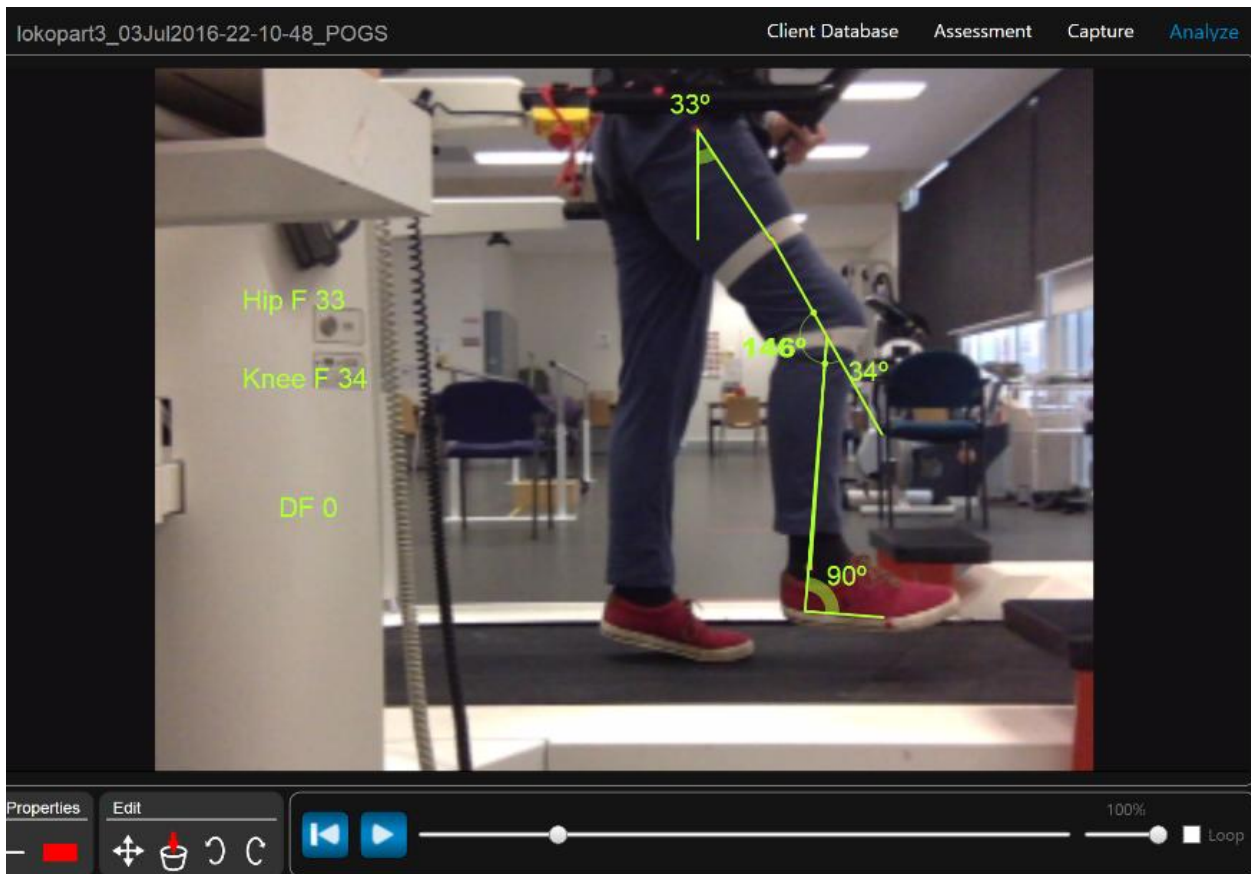 lokopart3_03Jul2016-22-10-48_POGS
Client Database Assessment Capture Analyze
33º
Hip F 33
146º
34º
Knee F 34
DF 0
90º
Properties
Edit
100%
Loop